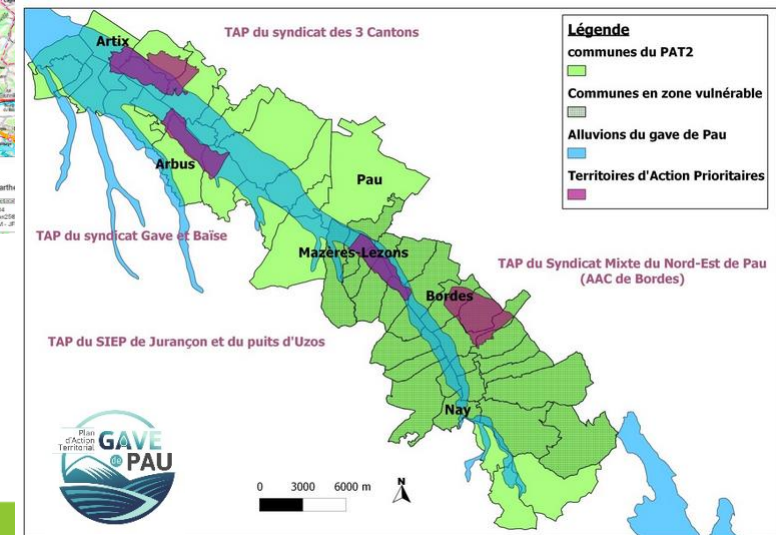 TAP du syndicat des 3 Cantons
Artix
Arbus
Pau
TAP du syndicat Gave et Baïse
Mazères-Lezons
Bordes
TAP du Syndicat Mixte du Nord-Est de Pau
(AAC de Bordes)
TAP du SIEP de Jurançon et du puits d'Uzos
Nay
Légende
communes du PAT2
Communes en zone vulnérable
Alluvions du gave de Pau
Territoires d'Action Prioritaires
Plan
d'Action
Territorial
GAVE
de PAU
0 3000 6000 m
N